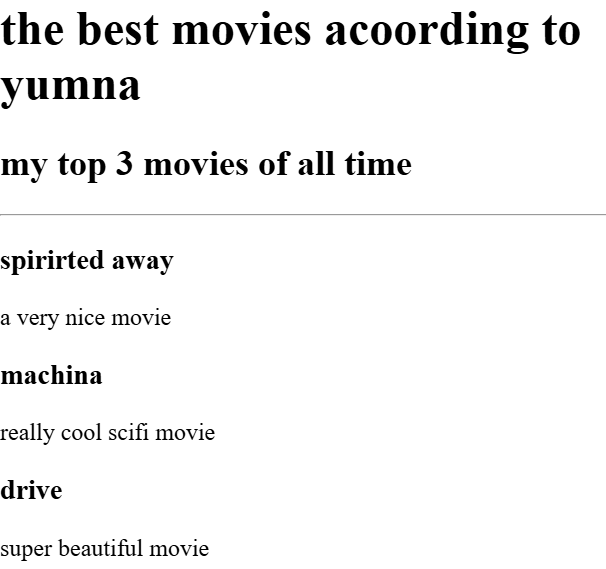 the best movies acoording to
yumna
my top 3 movies of all time
spirirted away
a very nice movie
machina
really cool scifi movie
drive
super beautiful movie